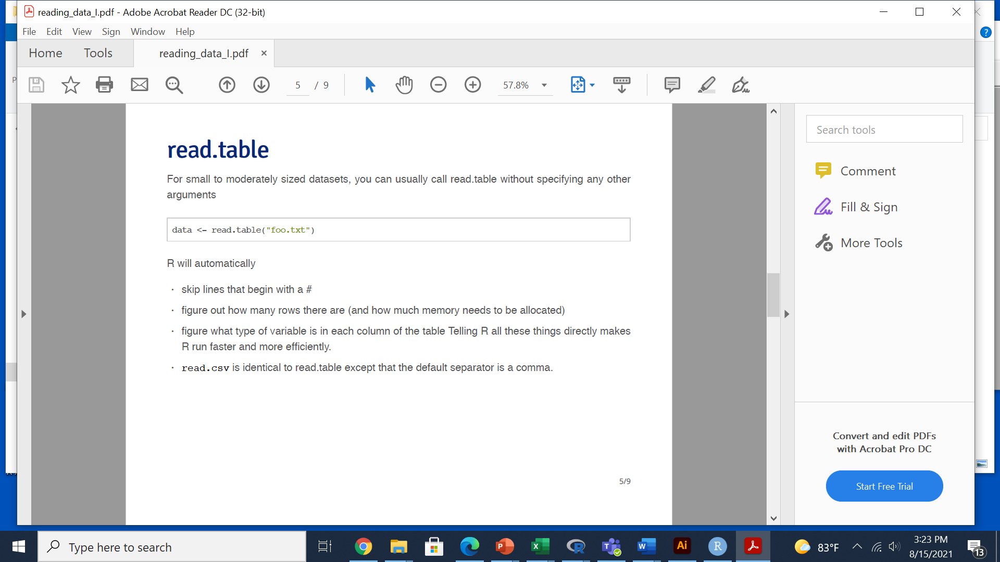 reading_data_I.pdf - Adobe Acrobat Reader DC (32-bit)
File Edit View Sign Window Help
Home Tools reading_data_I.pdf
5 / 9 57.8%
read.table
For small to moderately sized datasets, you can usually call read.table without specifying any other
arguments
data <- read.table("foo.txt")
R will automatically
· skip lines that begin with a #
· figure out how many rows there are (and how much memory needs to be allocated)
· figure what type of variable is in each column of the table Telling R all these things directly makes
R run faster and more efficiently.
· read.csv is identical to read.table except that the default separator is a comma.
5/9
Search tools
Comment
Fill & Sign
More Tools
Convert and edit PDFs
with Acrobat Pro DC
Start Free Trial
Type here to search
83°F
3:23 PM
8/15/2021
13